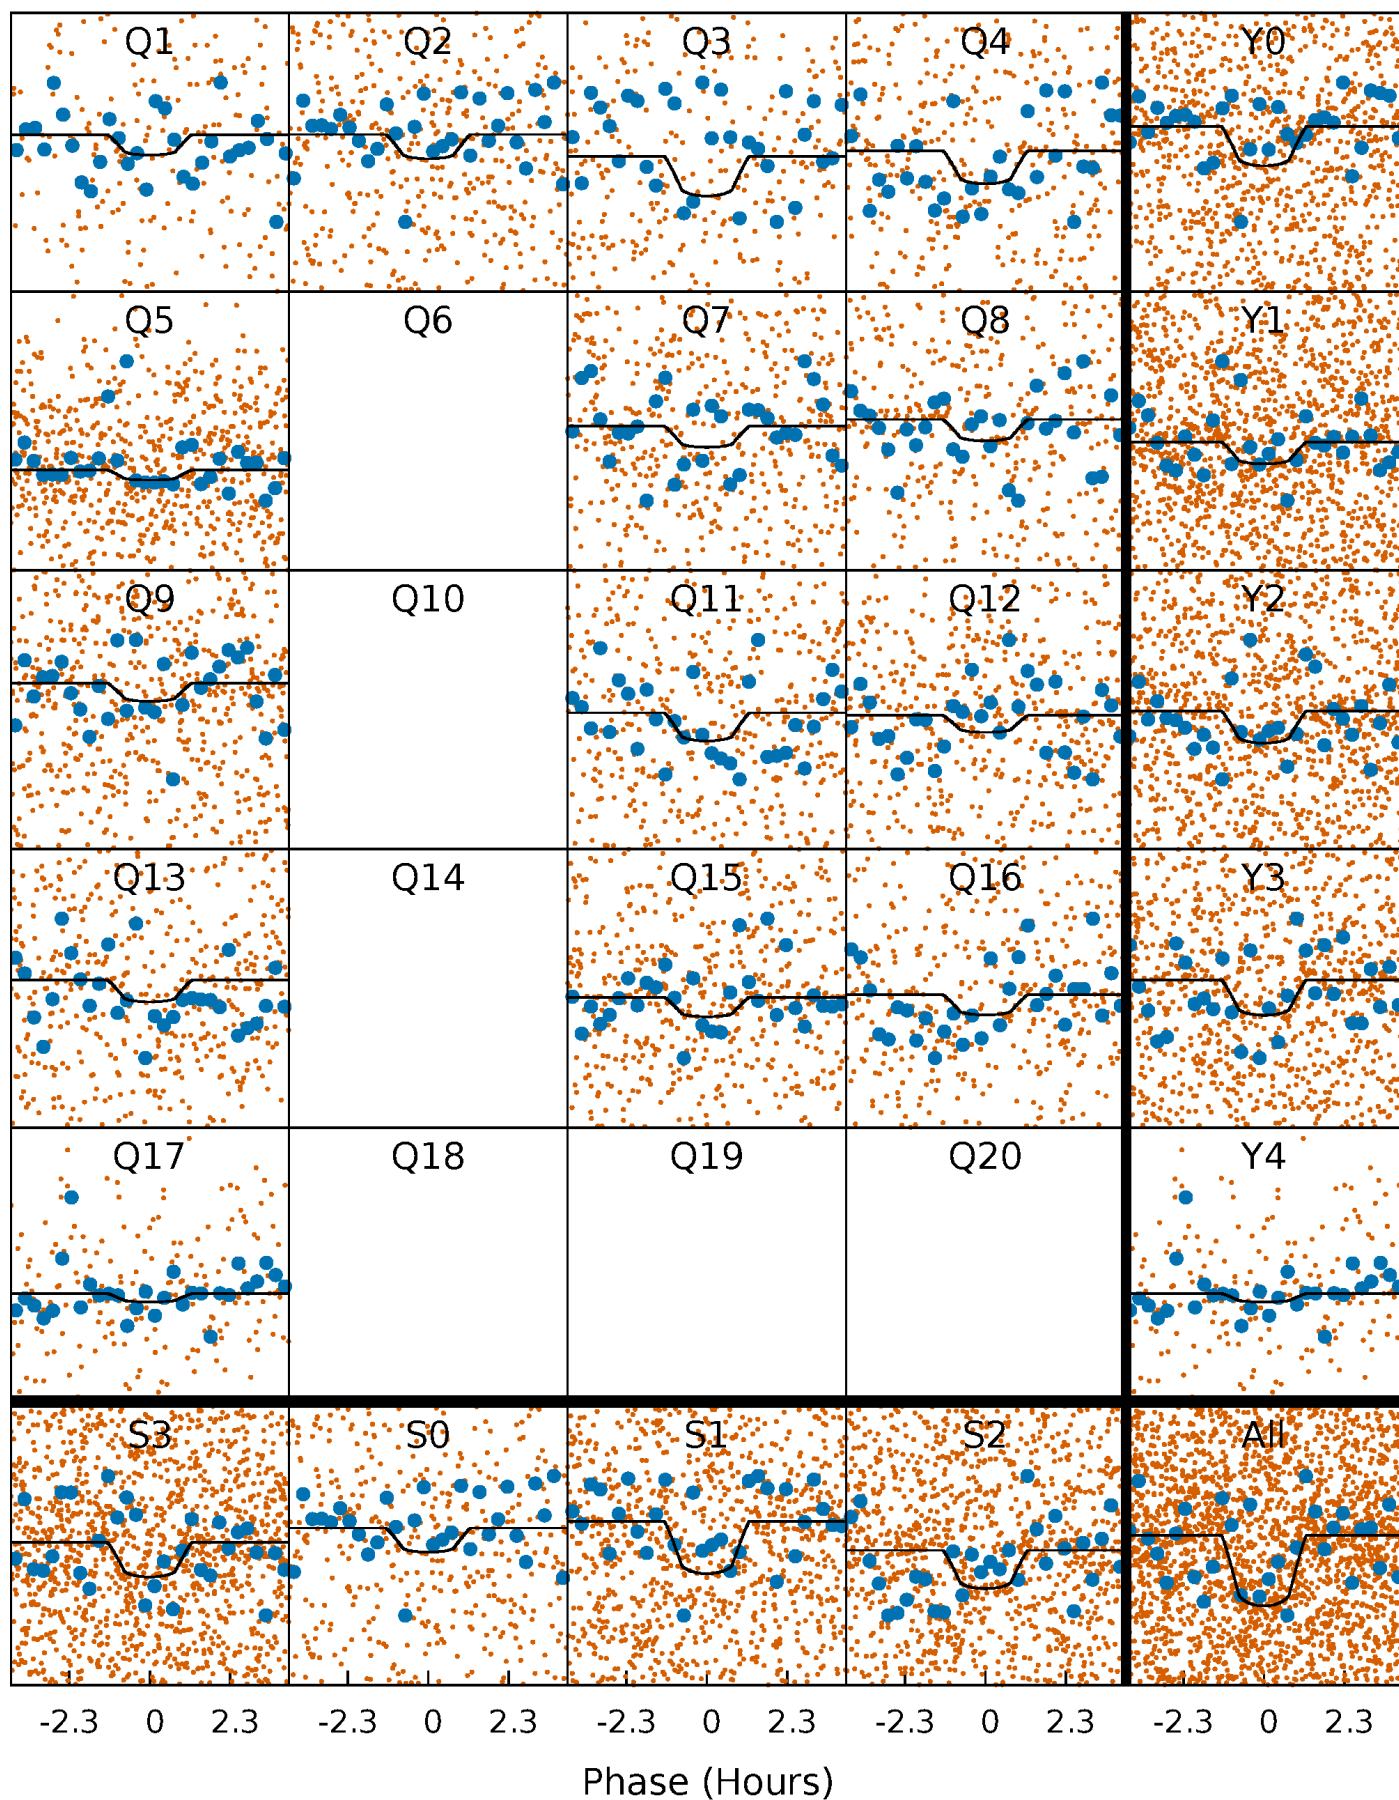 Q1 Q2 Q3 Q4 Y0
Q5 Q6 Q7 Q8 Y1
Q9 Q10 Q11 Q12 Y2
Q13 Q14 Q15 Q16 Y3
Q17 Q18 Q19 Q20 Y4
S3 S0 S1 S2 All
-2.3 0 2.3 -2.3 0 2.3 -2.3 0 2.3 -2.3 0 2.3 -2.3 0 2.3
Phase (Hours)